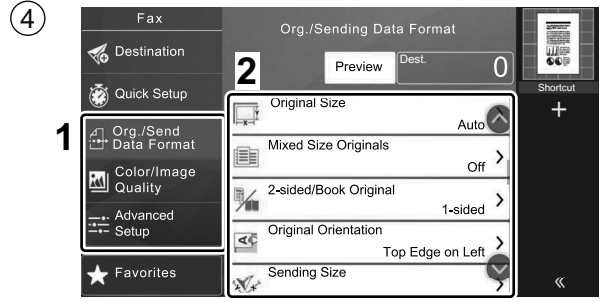 4
Fax
Destination
Quick Setup
1
Org./Send
Data Format
Color/Image
Quality
Advanced
Setup
Favorites
Org./Sending Data Format
2
Preview
Dest.
0
Original Size
Auto
Mixed Size Originals
Off
2-sided/Book Original
1-sided
Original Orientation
Top Edge on Left
Sending Size
Shortcut
+